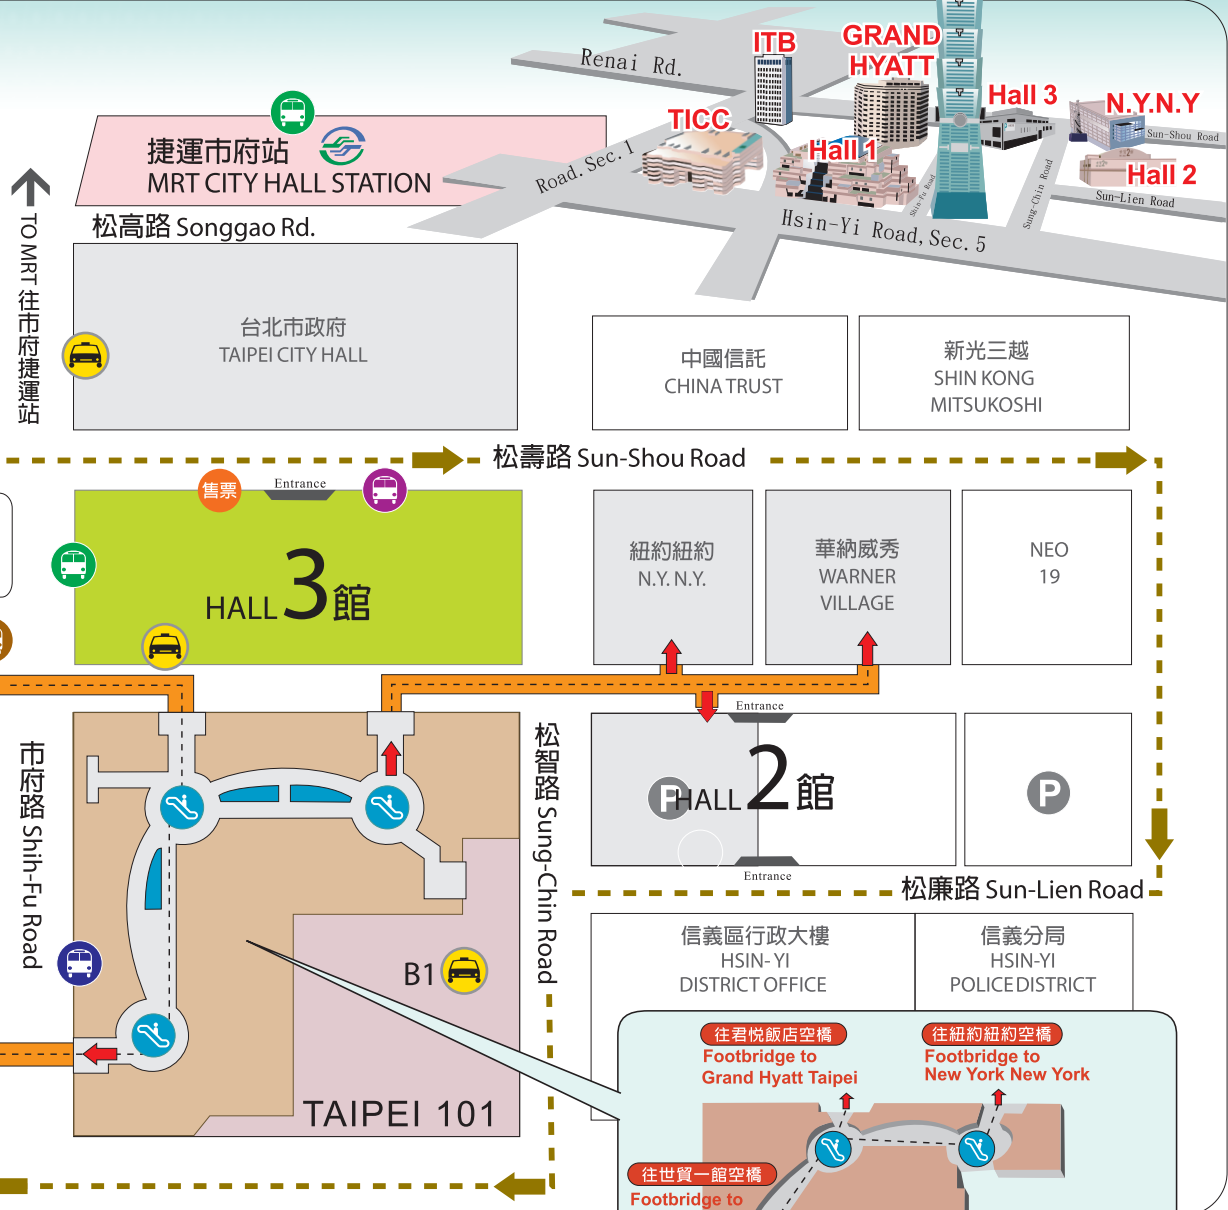 ITB
GRAND
HYATT
Renai Rd.
TICC
Hall 1
Hall 3
N.Y.N.Y
Hall 2
Sun-Shou Road
Sun-Lien Road
Sung-Chin Road
Shih-Fu Road
Road. Sec. 1
Hsin-Yi Road, Sec. 5
捷運市府站
MRT CITY HALL STATION
松高路 Songgao Rd.
TO MRT 往市府捷運站
台北市政府
TAIPEI CITY HALL
中國信託
CHINA TRUST
新光三越
SHIN KONG
MITSUKOSHI
松壽路 Sun-Shou Road
售票
Entrance
HALL 3 館
紐約紐約
N.Y. N.Y.
華納威秀
WARNER
VILLAGE
NEO
19
Entrance
P
HALL 2 館
P
Entrance
市府路 Shih-Fu Road
松智路 Sung-Chin Road
松廉路 Sun-Lien Road
B1
TAIPEI 101
信義區行政大樓
HSIN- YI
DISTRICT OFFICE
信義分局
HSIN-YI
POLICE DISTRICT
往君悦飯店空橋
Footbridge to
Grand Hyatt Taipei
往紐約紐約空橋
Footbridge to
New York New York
往世貿一館空橋
Footbridge to